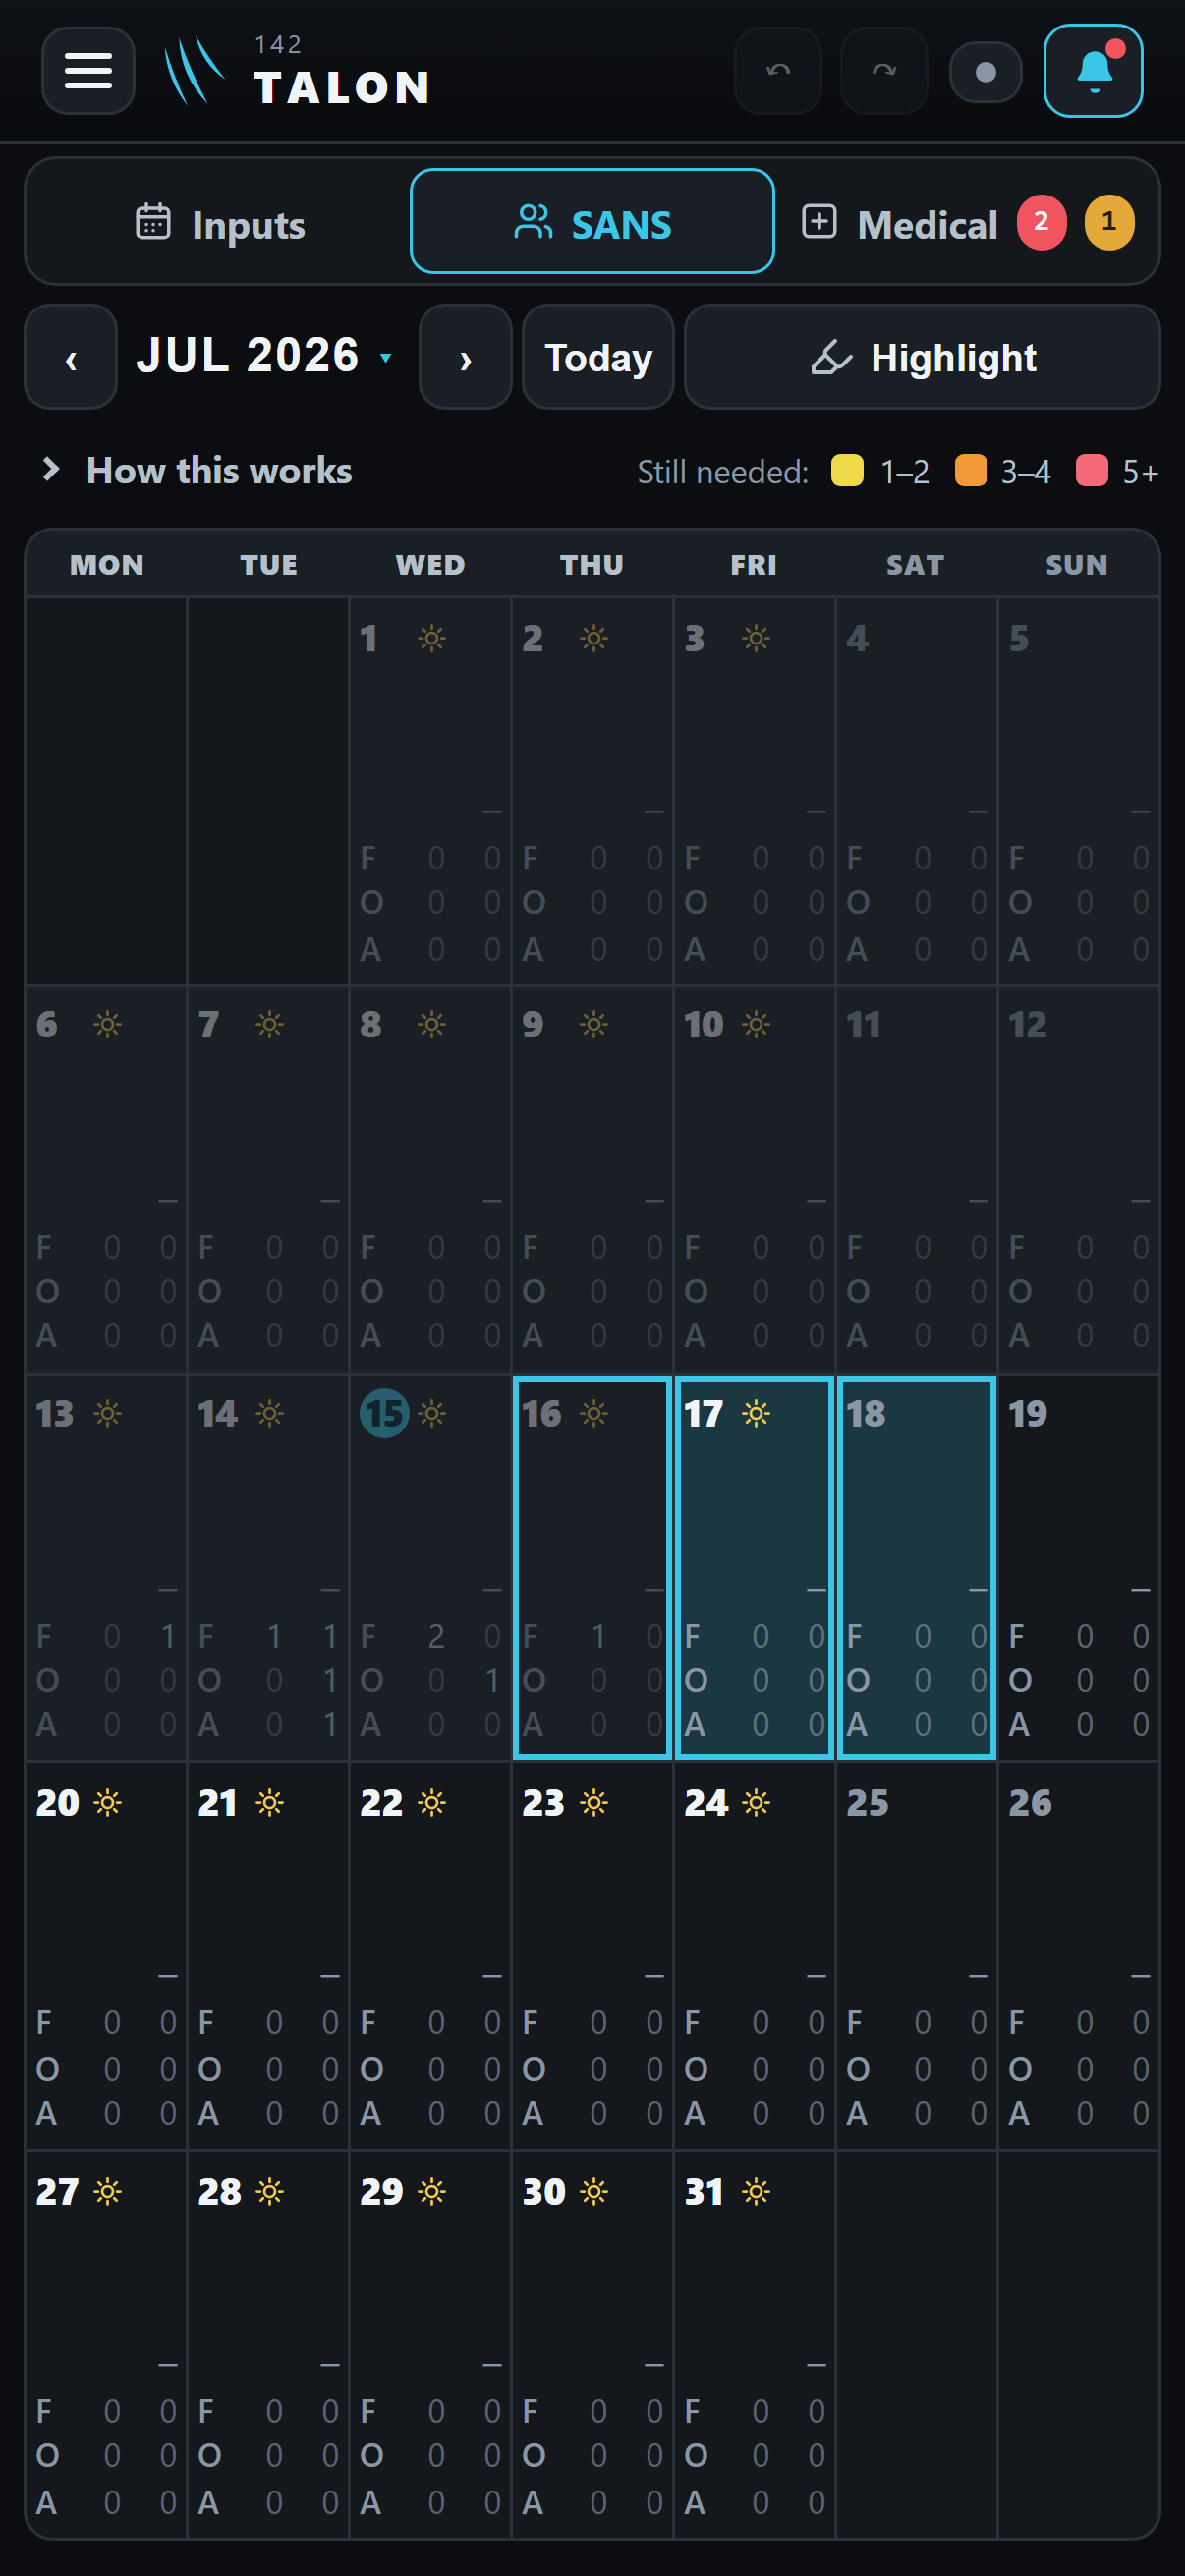 142
TALON
Inputs SANS Medical 2 1
‹ JUL 2026 ▾ › Today Highlight
How this works Still needed: 1–2 3–4 5+
MON TUE WED THU FRI SAT SUN
1 2 3 4 5
– – – – –
F 0 0 F 0 0 F 0 0 F 0 0 F 0 0
O 0 0 O 0 0 O 0 0 O 0 0 O 0 0
A 0 0 A 0 0 A 0 0 A 0 0 A 0 0
6 7 8 9 10 11 12
– – – – – – –
F 0 0 F 0 0 F 0 0 F 0 0 F 0 0 F 0 0 F 0 0
O 0 0 O 0 0 O 0 0 O 0 0 O 0 0 O 0 0 O 0 0
A 0 0 A 0 0 A 0 0 A 0 0 A 0 0 A 0 0 A 0 0
13 14 15 16 17 18 19
– – – – – – –
F 0 1 F 1 1 F 2 0 F 1 0 F 0 0 F 0 0 F 0 0
O 0 0 O 0 1 O 0 1 O 0 0 O 0 0 O 0 0 O 0 0
A 0 0 A 0 1 A 0 0 A 0 0 A 0 0 A 0 0 A 0 0
20 21 22 23 24 25 26
– – – – – – –
F 0 0 F 0 0 F 0 0 F 0 0 F 0 0 F 0 0 F 0 0
O 0 0 O 0 0 O 0 0 O 0 0 O 0 0 O 0 0 O 0 0
A 0 0 A 0 0 A 0 0 A 0 0 A 0 0 A 0 0 A 0 0
27 28 29 30 31
– – – – –
F 0 0 F 0 0 F 0 0 F 0 0 F 0 0
O 0 0 O 0 0 O 0 0 O 0 0 O 0 0
A 0 0 A 0 0 A 0 0 A 0 0 A 0 0